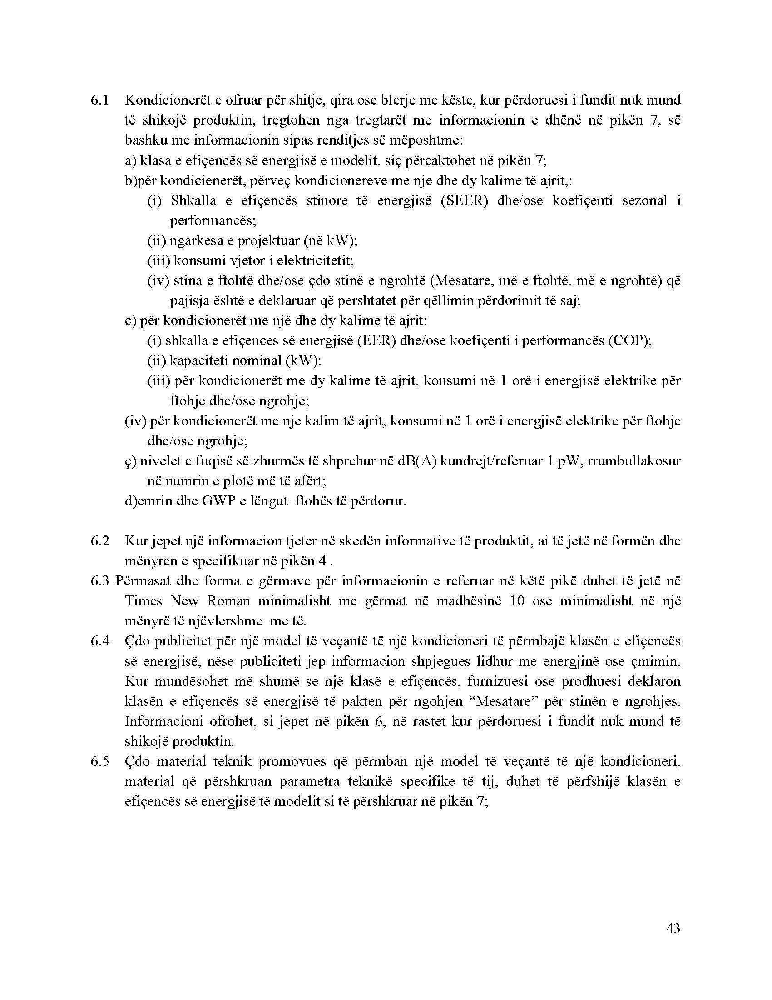 6.1 Kondicionerët e ofruar për shitje, qira ose blerje me këste, kur përdoruesi i fundit nuk mund
të shikojë produktin, tregtohen nga tregtarët me informacionin e dhënë në pikën 7, së
bashku me informacionin sipas renditjes së mëposhtme:
a) klasa e efiçencës së energjisë e modelit, siç përcaktohet në pikën 7;
b)për kondicienerët, përveç kondicionereve me nje dhe dy kalime të ajrit,:
(i) Shkalla e efiçencës stinore të energjisë (SEER) dhe/ose koefiçenti sezonal i
performancës;
(ii) ngarkesa e projektuar (në kW);
(iii) konsumi vjetor i elektricitetit;
(iv) stina e ftohtë dhe/ose çdo stinë e ngrohtë (Mesatare, më e ftohtë, më e ngrohtë) që
pajisja është e deklaruar që pershtatet për qëllimin përdorimit të saj;
c) për kondicionerët me një dhe dy kalime të ajrit:
(i) shkalla e efiçences së energjisë (EER) dhe/ose koefiçenti i performancës (COP);
(ii) kapaciteti nominal (kW);
(iii) për kondicionerët me dy kalime të ajrit, konsumi në 1 orë i energjisë elektrike për
ftohje dhe/ose ngrohje;
(iv) për kondicionerët me nje kalim të ajrit, konsumi në 1 orë i energjisë elektrike për ftohje
dhe/ose ngrohje;
ç) nivelet e fuqisë së zhurmës të shprehur në dB(A) kundrejt/referuar 1 pW, rrumbullakosur
në numrin e plotë më të afërt;
d)emrin dhe GWP e lëngut  ftohës të përdorur.
6.2 Kur jepet një informacion tjeter në skedën informative të produktit, ai të jetë në formën dhe
mënyren e specifikuar në pikën 4 .
6.3 Përmasat dhe forma e gërmave për informacionin e referuar në këtë pikë duhet të jetë në
Times New Roman minimalisht me gërmat në madhësinë 10 ose minimalisht në një
mënyrë të njëvlershme  me të.
6.4 Çdo publicitet për një model të veçantë të një kondicioneri të përmbajë klasën e efiçencës
së energjisë, nëse publiciteti jep informacion shpjegues lidhur me energjinë ose çmimin.
Kur mundësohet më shumë se një klasë e efiçencës, furnizuesi ose prodhuesi deklaron
klasën e efiçencës së energjisë të pakten për ngohjen “Mesatare” për stinën e ngrohjes.
Informacioni ofrohet, si jepet në pikën 6, në rastet kur përdoruesi i fundit nuk mund të
shikojë produktin.
6.5 Çdo material teknik promovues që përmban një model të veçantë të një kondicioneri,
material që përshkruan parametra teknikë specifike të tij, duhet të përfshijë klasën e
efiçencës së energjisë të modelit si të përshkruar në pikën 7;
43